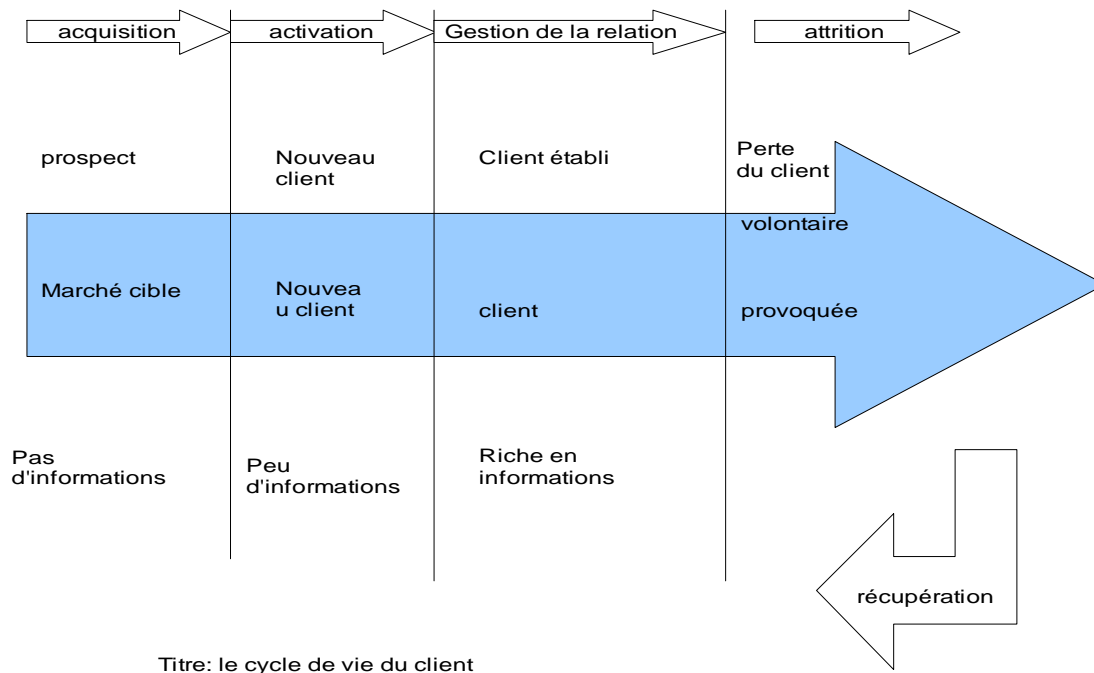 acquisition
activation
Gestion de la relation
attrition
prospect
Nouveau
client
Client établi
Perte
du client
volontaire
Marché cible
Nouvea
u client
client
provoquée
Pas
d'informations
Peu
d'informations
Riche en
informations
récupération
Titre: le cycle de vie du client